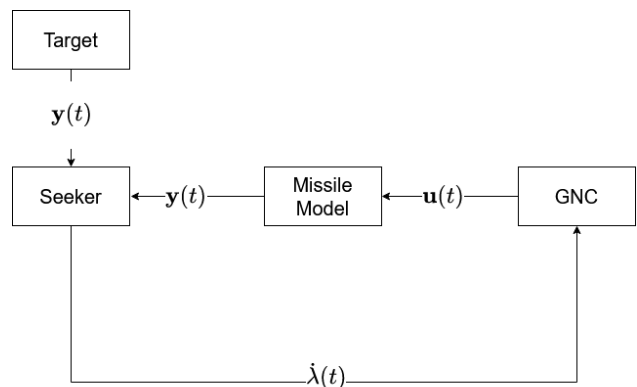 Target
𝐲(t)
Seeker
𝐲(t)
Missile
Model
𝐮(t)
GNC
λ̇(t)